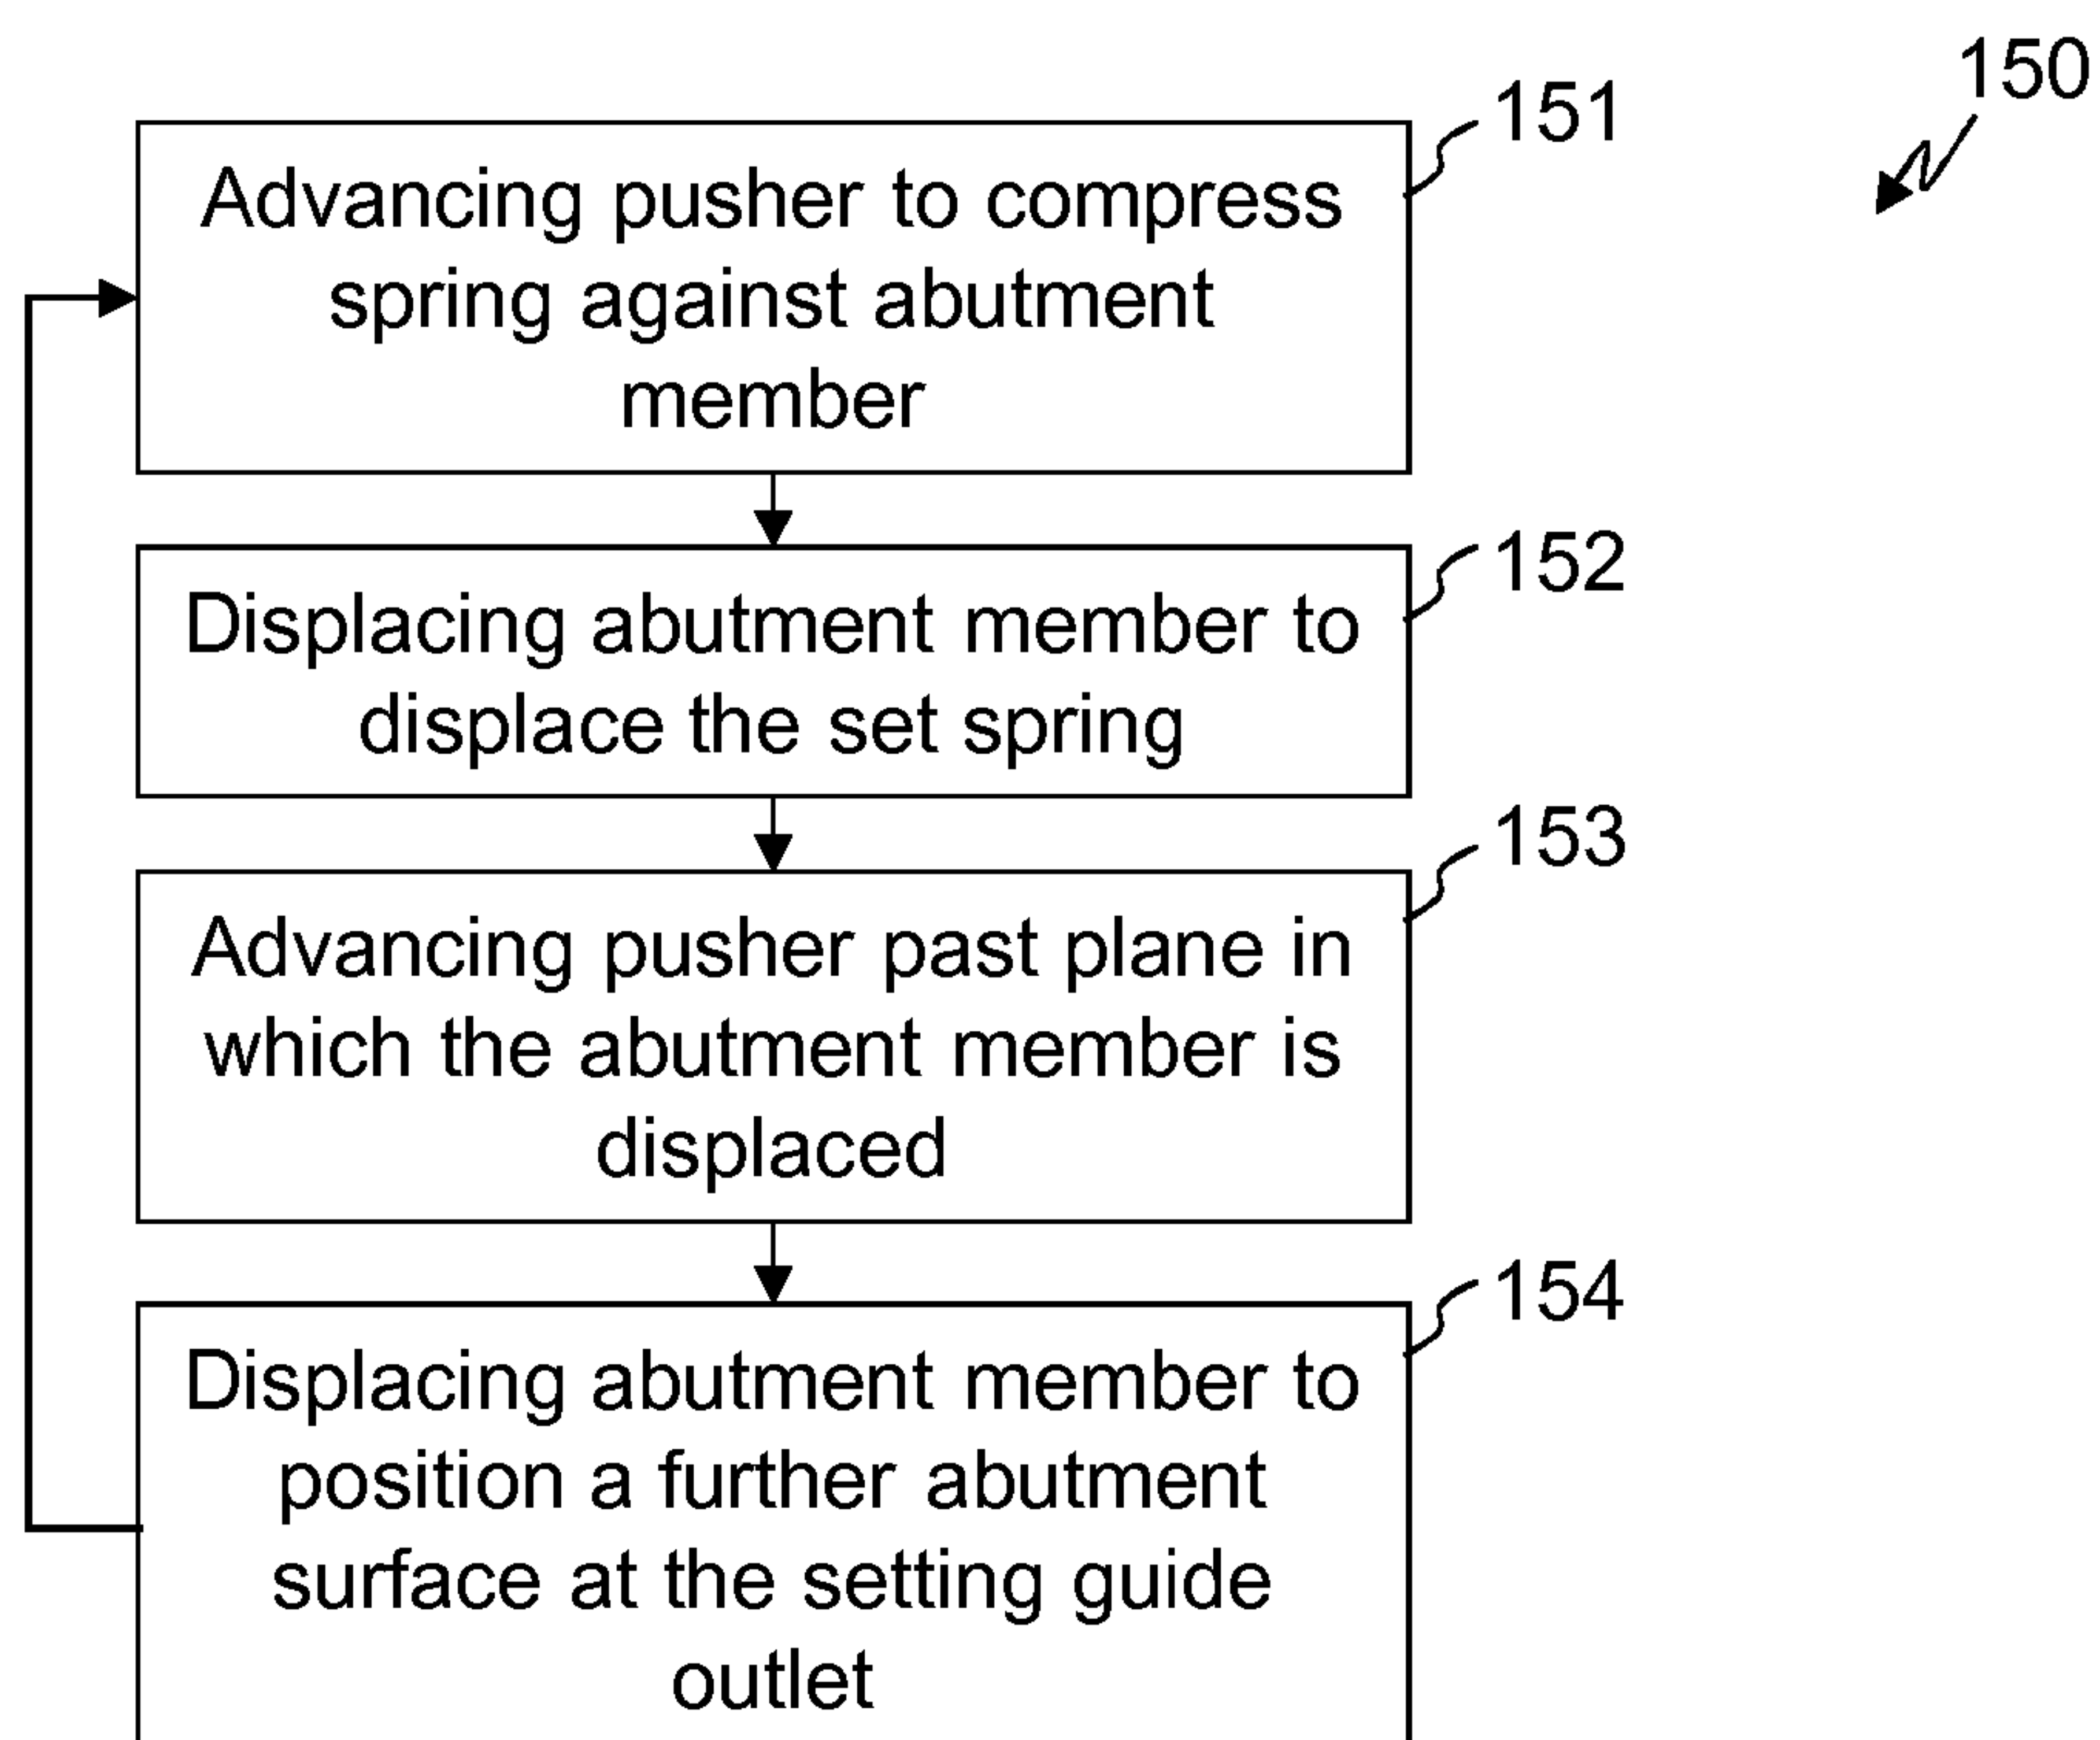 150
151
Advancing pusher to compress
spring against abutment
member
152
Displacing abutment member to
displace the set spring
153
Advancing pusher past plane in
which the abutment member is
displaced
154
Displacing abutment member to
position a further abutment
surface at the setting guide
outlet